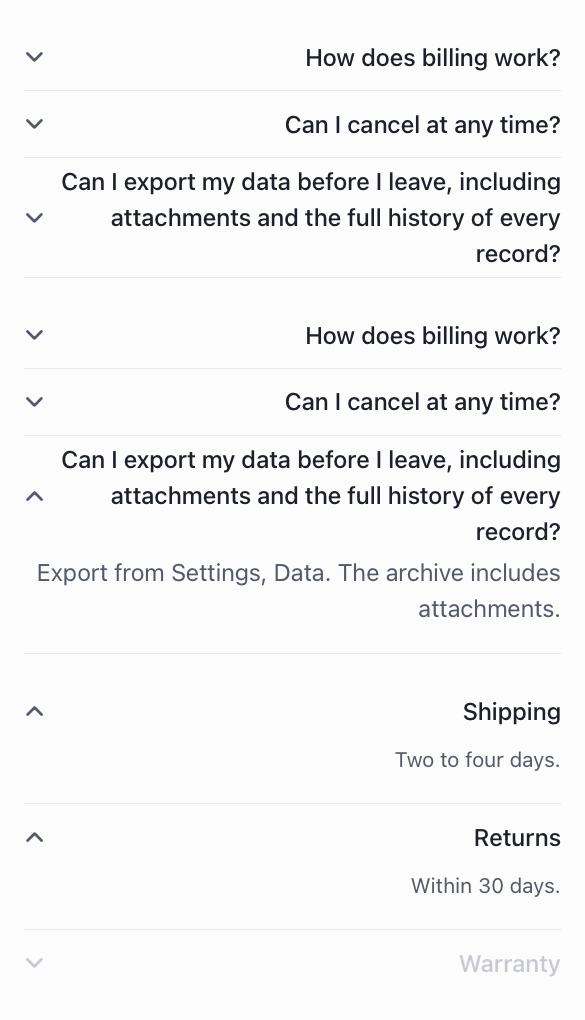 How does billing work?
Can I cancel at any time?
Can I export my data before I leave, including
attachments and the full history of every
record?
How does billing work?
Can I cancel at any time?
Can I export my data before I leave, including
attachments and the full history of every
record?
Export from Settings, Data. The archive includes
attachments.
Shipping
Two to four days.
Returns
Within 30 days.
Warranty